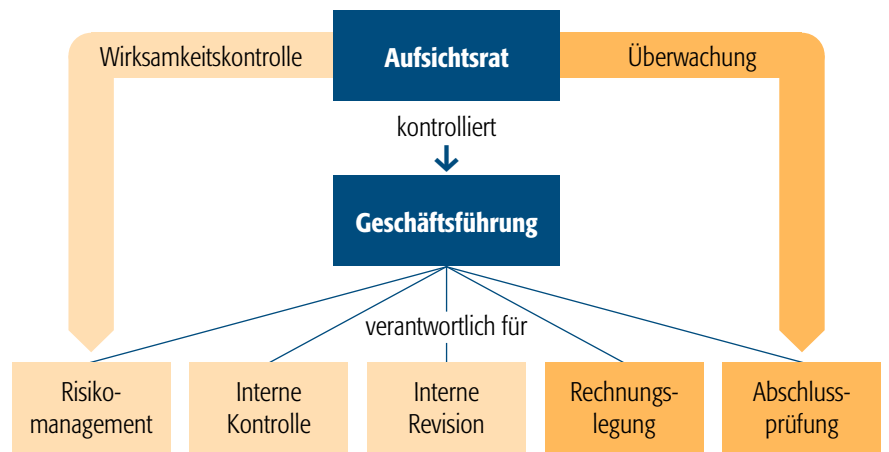 Wirksamkeitskontrolle
Aufsichtsrat
Überwachung
kontrolliert
Geschäftsführung
verantwortlich für
Risiko-
management
Interne
Kontrolle
Interne
Revision
Rechnungs-
legung
Abschluss-
prüfung